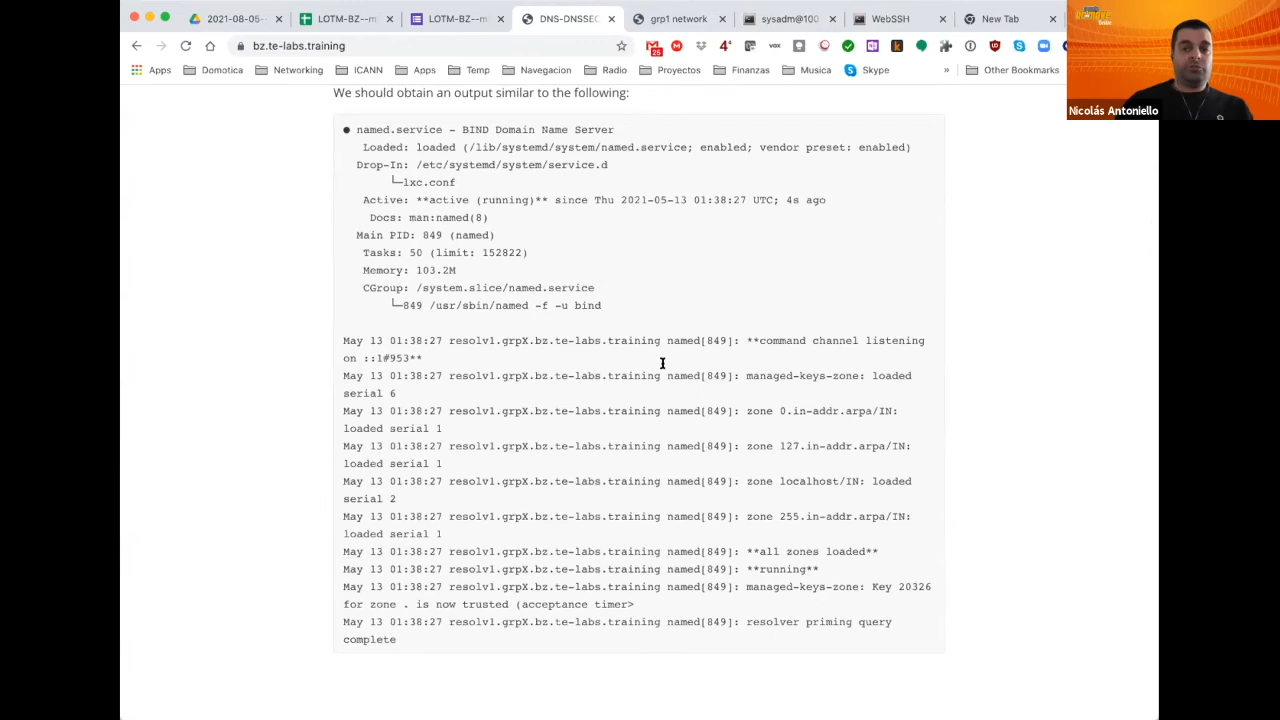 2021-08-05-
LOTM-BZ--m
LOTM-BZ--m
DNS-DNSSEC
grp1 network
sysadm@100
WebSSH
New Tab
bz.te-labs.training
Apps
Domotica
Networking
ICANN
Apps
Temp
Navegacion
Radio
Proyectos
Finanzas
Musica
Skype
»
Other Bookmarks
Nicolás Antoniello
We should obtain an output similar to the following:
● named.service - BIND Domain Name Server
Loaded: loaded (/lib/systemd/system/named.service; enabled; vendor preset: enabled)
Drop-In: /etc/systemd/system/service.d
└─lxc.conf
Active: **active (running)** since Thu 2021-05-13 01:38:27 UTC; 4s ago
Docs: man:named(8)
Main PID: 849 (named)
Tasks: 50 (limit: 152822)
Memory: 103.2M
CGroup: /system.slice/named.service
└─849 /usr/sbin/named -f -u bind
May 13 01:38:27 resolv1.grpX.bz.te-labs.training named[849]: **command channel listening
on ::1#953**
May 13 01:38:27 resolv1.grpX.bz.te-labs.training named[849]: managed-keys-zone: loaded
serial 6
May 13 01:38:27 resolv1.grpX.bz.te-labs.training named[849]: zone 0.in-addr.arpa/IN:
loaded serial 1
May 13 01:38:27 resolv1.grpX.bz.te-labs.training named[849]: zone 127.in-addr.arpa/IN:
loaded serial 1
May 13 01:38:27 resolv1.grpX.bz.te-labs.training named[849]: zone localhost/IN: loaded
serial 2
May 13 01:38:27 resolv1.grpX.bz.te-labs.training named[849]: zone 255.in-addr.arpa/IN:
loaded serial 1
May 13 01:38:27 resolv1.grpX.bz.te-labs.training named[849]: **all zones loaded**
May 13 01:38:27 resolv1.grpX.bz.te-labs.training named[849]: **running**
May 13 01:38:27 resolv1.grpX.bz.te-labs.training named[849]: managed-keys-zone: Key 20326
for zone . is now trusted (acceptance timer>
May 13 01:38:27 resolv1.grpX.bz.te-labs.training named[849]: resolver priming query
complete